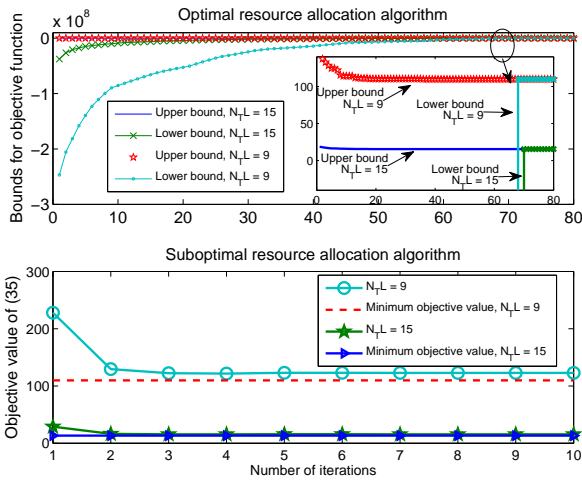 Optimal resource allocation algorithm
x 10^8
Bounds for objective function
0
−1
−2
−3
0 10 20 30 40 50 60 70 80
Upper bound, N_TL = 15
Lower bound, N_TL = 15
Upper bound, N_TL = 9
Lower bound, N_TL = 9
100
50
0
0 10 20 30 40 50 60 70 80
Upper bound
N_TL = 9
Lower bound
N_TL = 9
Upper bound
N_TL = 15
Lower bound
N_TL = 15
Suboptimal resource allocation algorithm
Objective value of (35)
300
200
100
0
1 2 3 4 5 6 7 8 9 10
Number of iterations
N_TL = 9
Minimum objective value, N_TL = 9
N_TL = 15
Minimum objective value, N_TL = 15